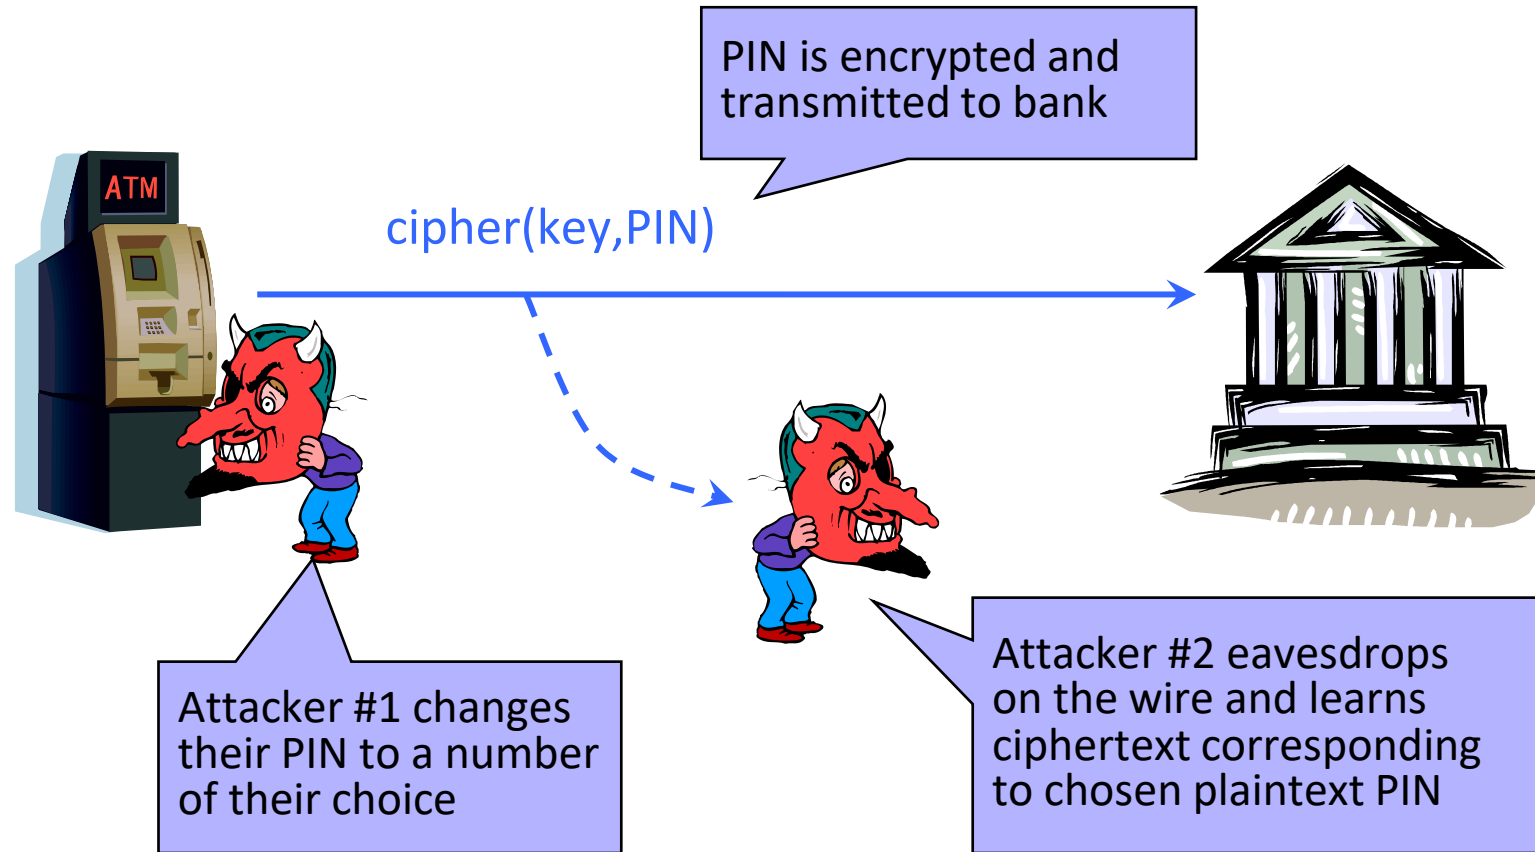 PIN is encrypted and
transmitted to bank
ATM
cipher(key,PIN)
Attacker #1 changes
their PIN to a number
of their choice
Attacker #2 eavesdrops
on the wire and learns
ciphertext corresponding
to chosen plaintext PIN